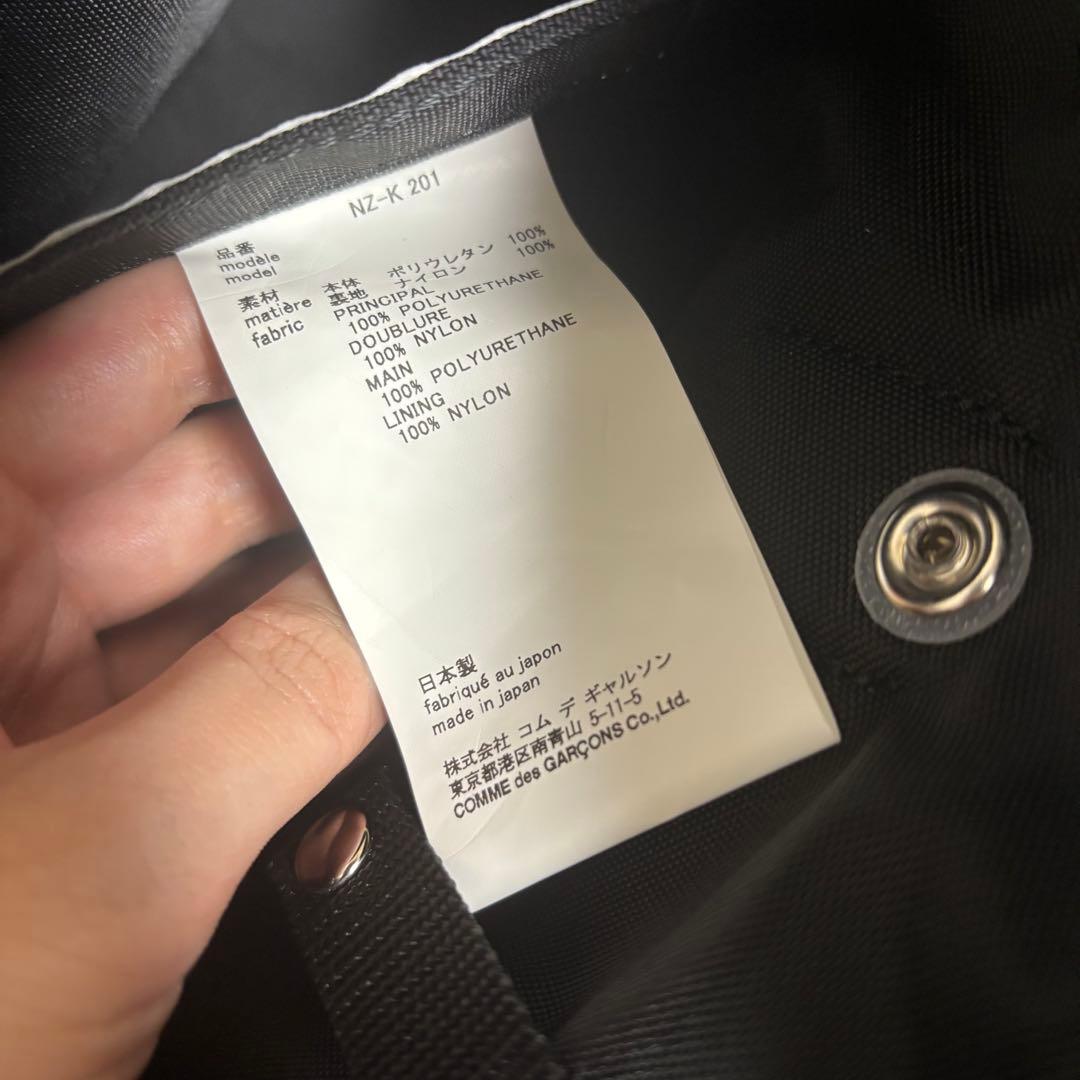 NZ-K 201
品番
modèle
model
素材 本体 ポリウレタン 100%
matière 裏地 ナイロン 100%
fabric PRINCIPAL
100% POLYURETHANE
DOUBLURE
100% NYLON
MAIN
100% POLYURETHANE
LINING
100% NYLON
日本製
fabriqué au japon
made in japan
株式会社 コム デ ギャルソン
東京都港区南青山 5-11-5
COMME des GARÇONS Co.,Ltd.